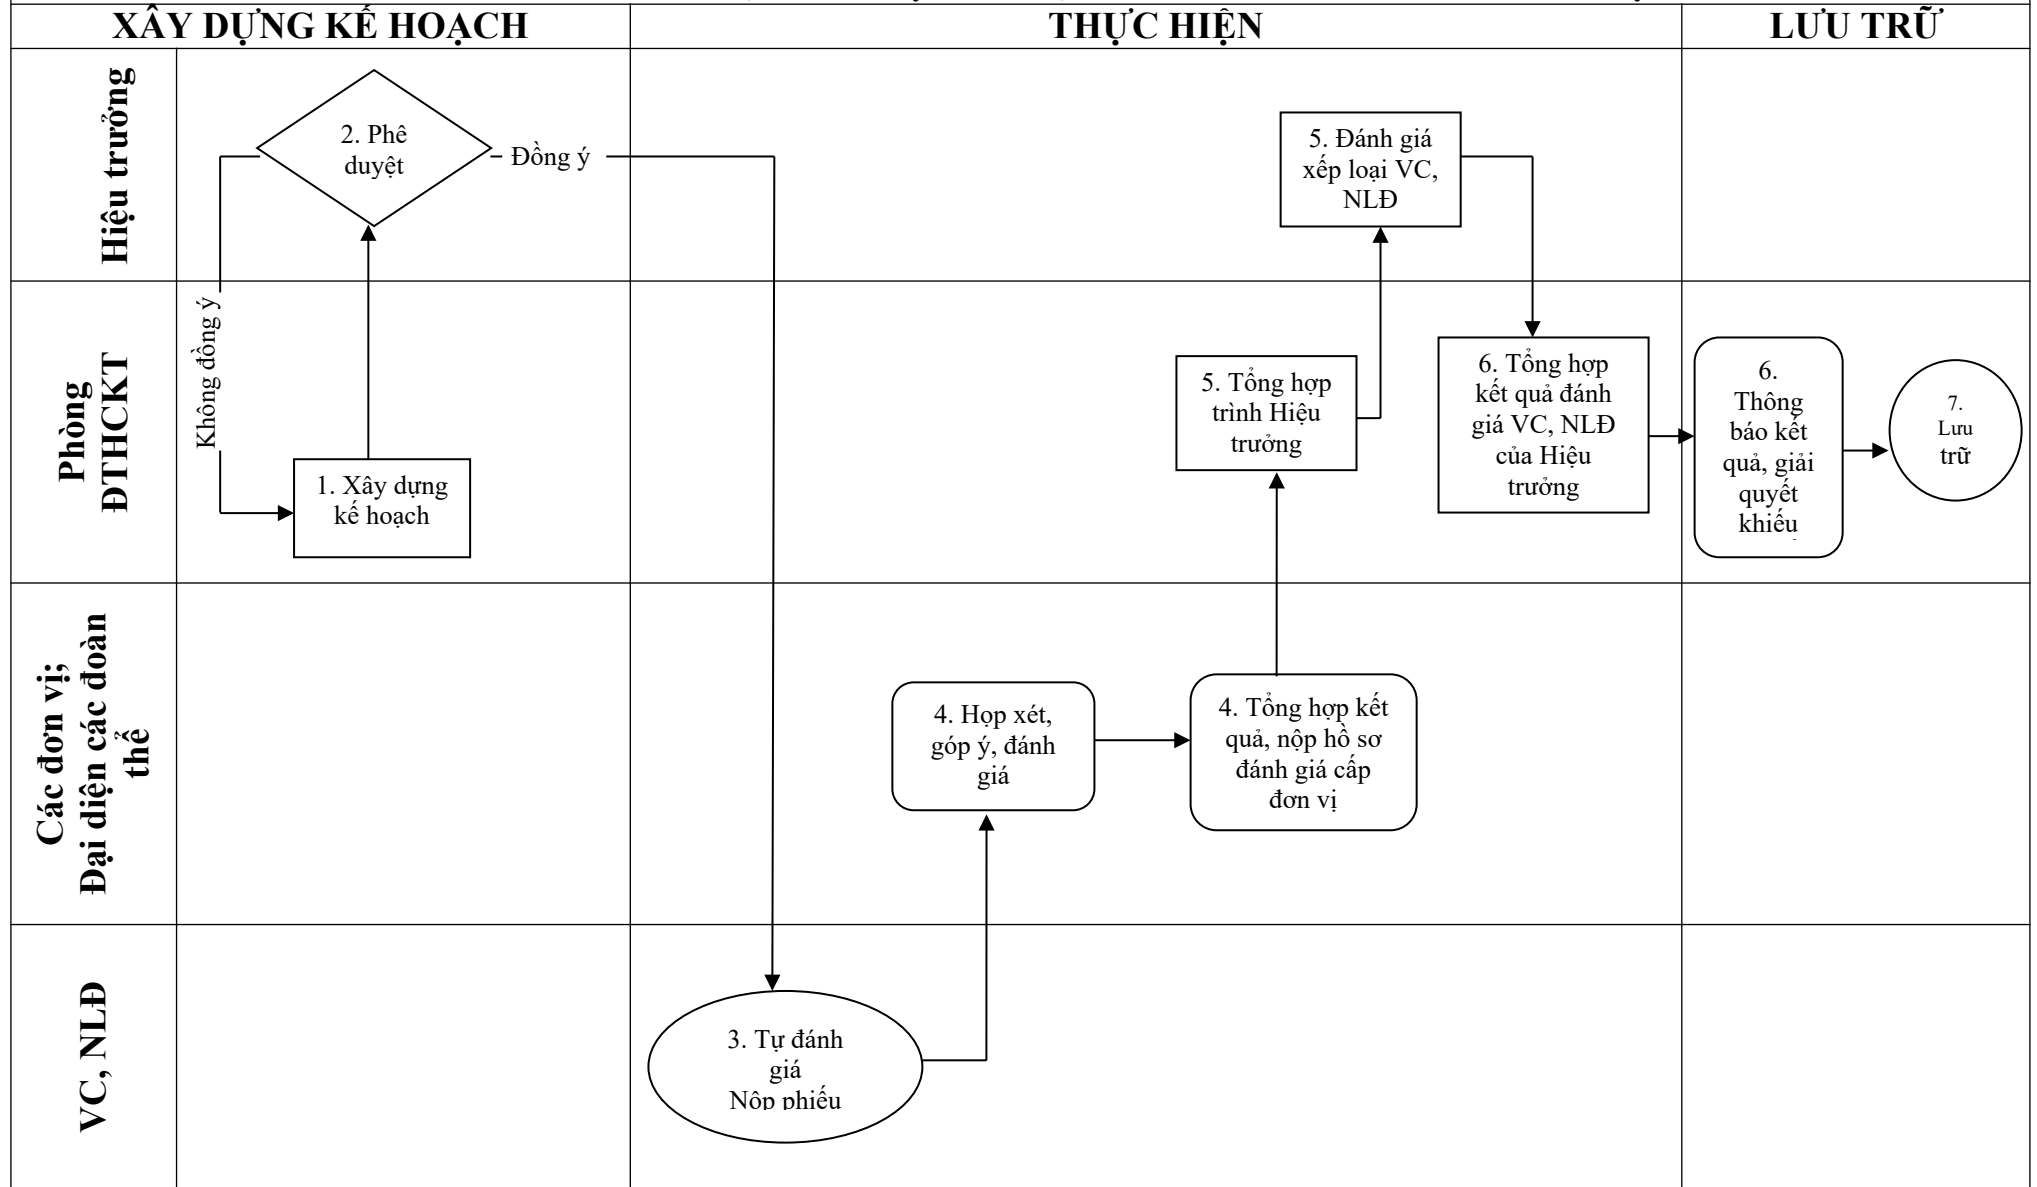 XÂY DỰNG KẾ HOẠCH
THỰC HIỆN
LƯU TRỮ
Hiệu trưởng
2. Phê
duyệt
Đồng ý
5. Đánh giá
xếp loại VC,
NLĐ
Phòng
ĐTHCKT
Không đồng ý
1. Xây dựng
kế hoạch
5. Tổng hợp
trình Hiệu
trưởng
6. Tổng hợp
kết quả đánh
giá VC, NLĐ
của Hiệu
trưởng
6.
Thông
báo kết
quả, giải
quyết
khiếu
7.
Lưu
trữ
Các đơn vị;
Đại diện các đoàn
thể
4. Họp xét,
góp ý, đánh
giá
4. Tổng hợp kết
quả, nộp hồ sơ
đánh giá cấp
đơn vị
VC, NLĐ
3. Tự đánh
giá
Nộp phiếu